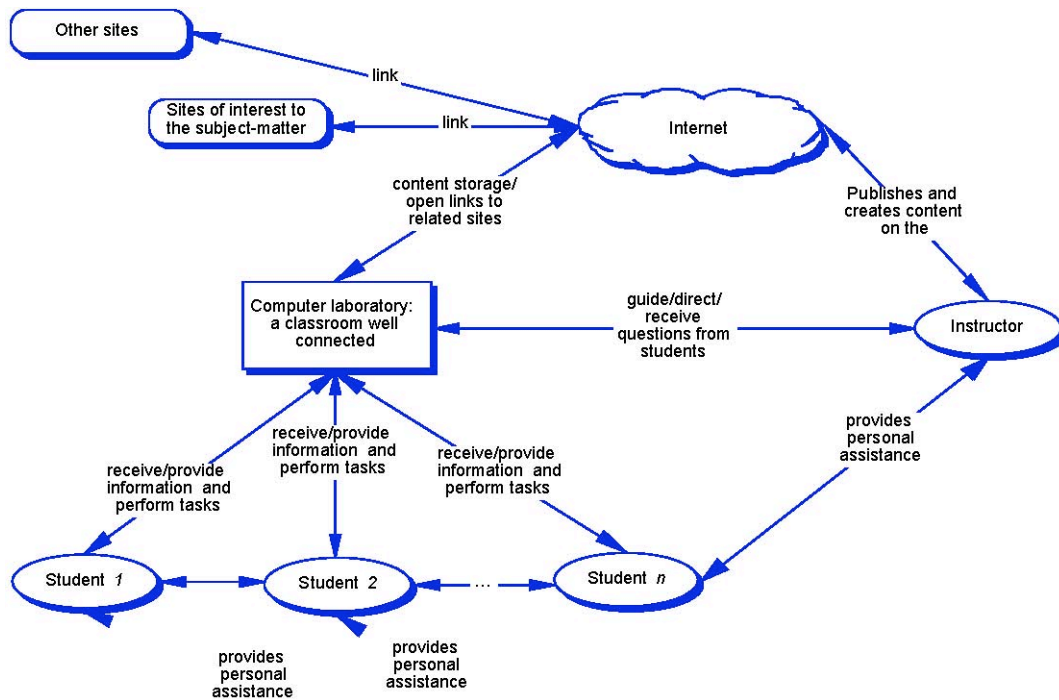 Other sites
link
Sites of interest to
the subject-matter
link
Internet
content storage/
open links to
related sites
Publishes and
creates content
on the
Computer laboratory:
a classroom well
connected
guide/direct/
receive
questions from
students
Instructor
receive/provide
information and
perform tasks
receive/provide
information and
perform tasks
receive/provide
information and
perform tasks
provides
personal
assistance
Student 1
Student 2
...
Student n
provides
personal
assistance
provides
personal
assistance